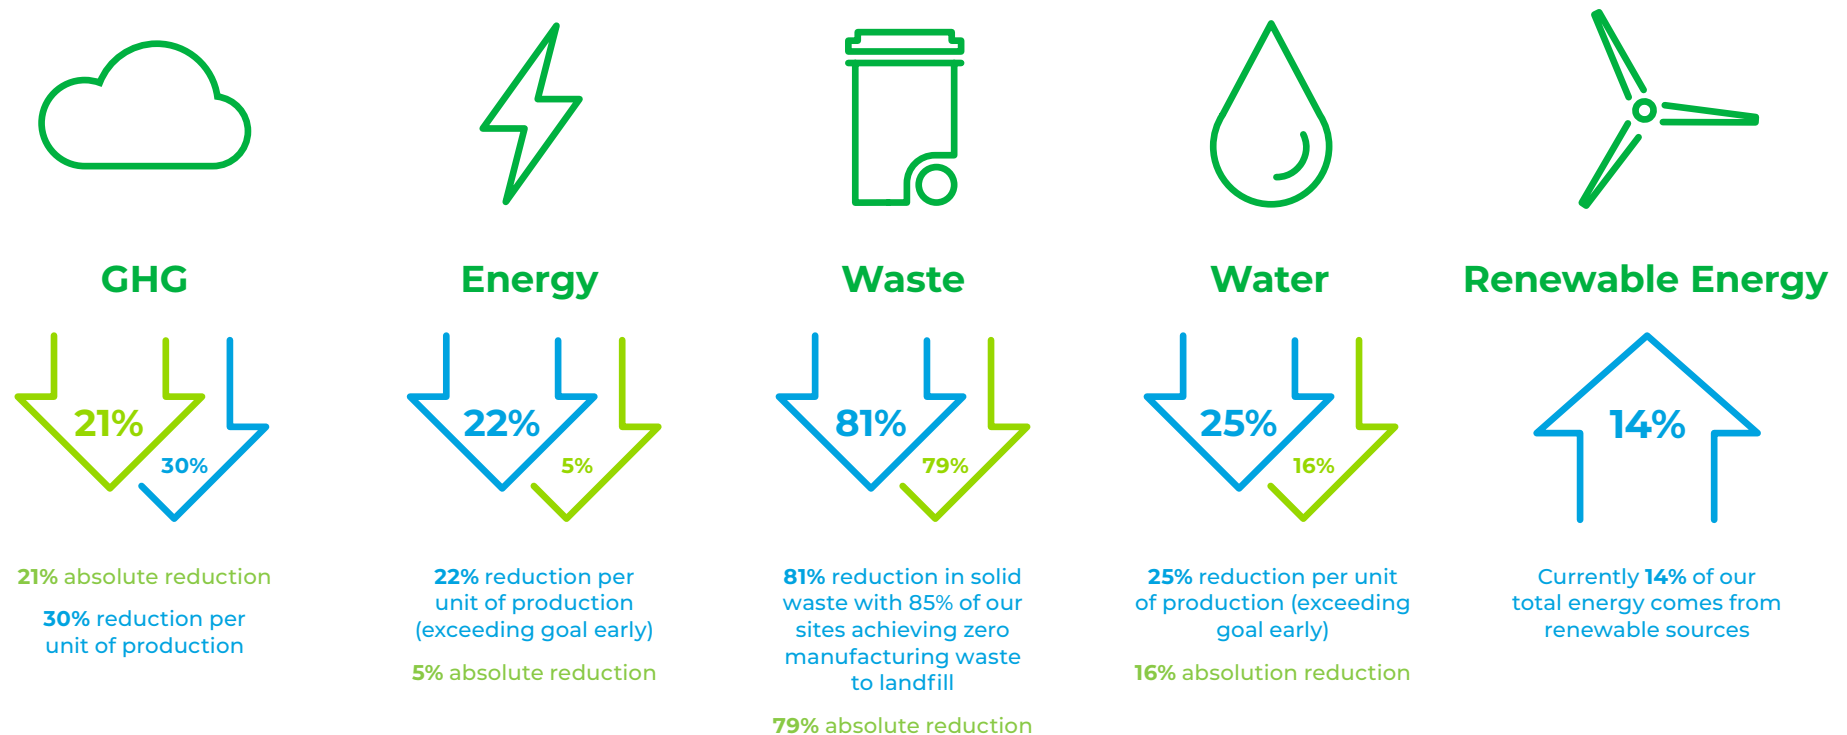 GHG
21%
30%
21% absolute reduction
30% reduction per
unit of production
Energy
22%
5%
22% reduction per
unit of production
(exceeding goal early)
5% absolute reduction
Waste
81%
79%
81% reduction in solid
waste with 85% of our
sites achieving zero
manufacturing waste
to landfill
79% absolute reduction
Water
25%
16%
25% reduction per unit
of production (exceeding
goal early)
16% absolution reduction
Renewable Energy
14%
Currently 14% of our
total energy comes from
renewable sources